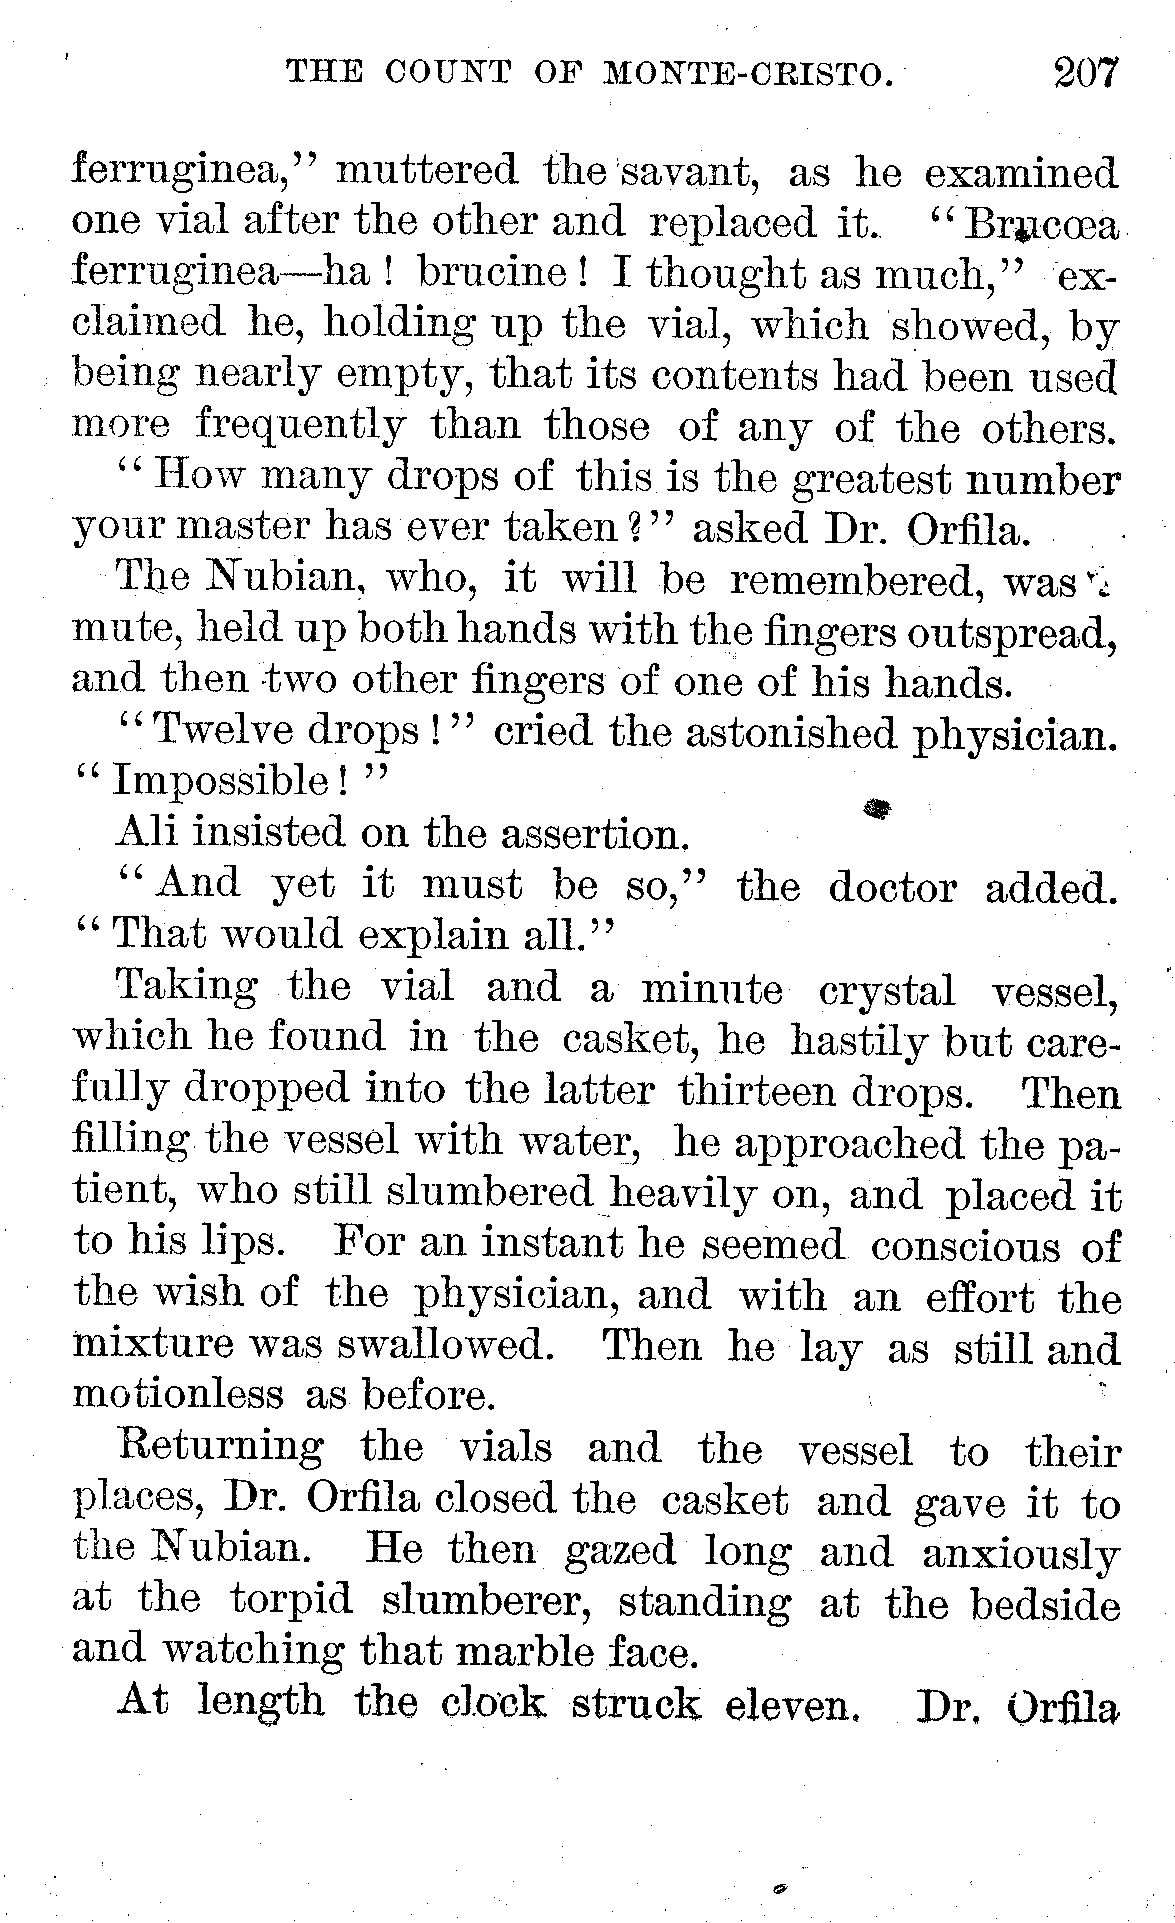 THE COUNT OF MONTE-CRISTO. 207
ferruginea,” muttered the savant, as he examined
one vial after the other and replaced it. “Brucœa
ferruginea—ha! brucine! I thought as much,” ex-
claimed he, holding up the vial, which showed, by
being nearly empty, that its contents had been used
more frequently than those of any of the others.
“How many drops of this is the greatest number
your master has ever taken?” asked Dr. Orfila.
The Nubian, who, it will be remembered, was
mute, held up both hands with the fingers outspread,
and then two other fingers of one of his hands.
“Twelve drops!” cried the astonished physician.
“Impossible!”
Ali insisted on the assertion.
“And yet it must be so,” the doctor added.
“That would explain all.”
Taking the vial and a minute crystal vessel,
which he found in the casket, he hastily but care-
fully dropped into the latter thirteen drops. Then
filling the vessel with water, he approached the pa-
tient, who still slumbered heavily on, and placed it
to his lips. For an instant he seemed conscious of
the wish of the physician, and with an effort the
mixture was swallowed. Then he lay as still and
motionless as before.
Returning the vials and the vessel to their
places, Dr. Orfila closed the casket and gave it to
the Nubian. He then gazed long and anxiously
at the torpid slumberer, standing at the bedside
and watching that marble face.
At length the clock struck eleven. Dr. Orfila